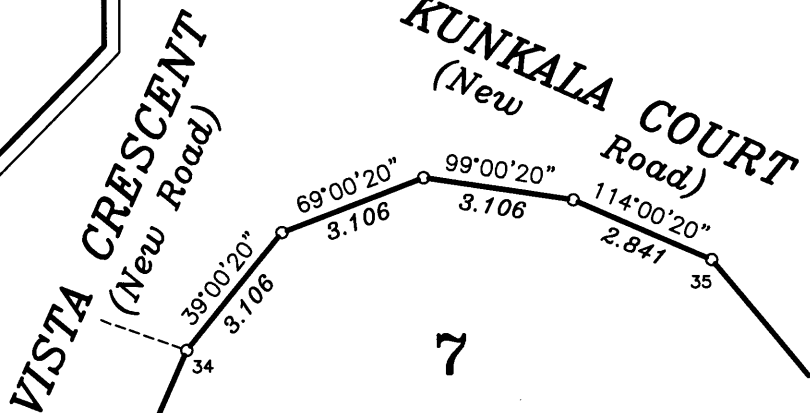 KUNKALA COURT
(New Road)
VISTA CRESCENT
(New Road)
39°00'20"
3.106
69°00'20"
3.106
99°00'20"
3.106
114°00'20"
2.841
34
35
7